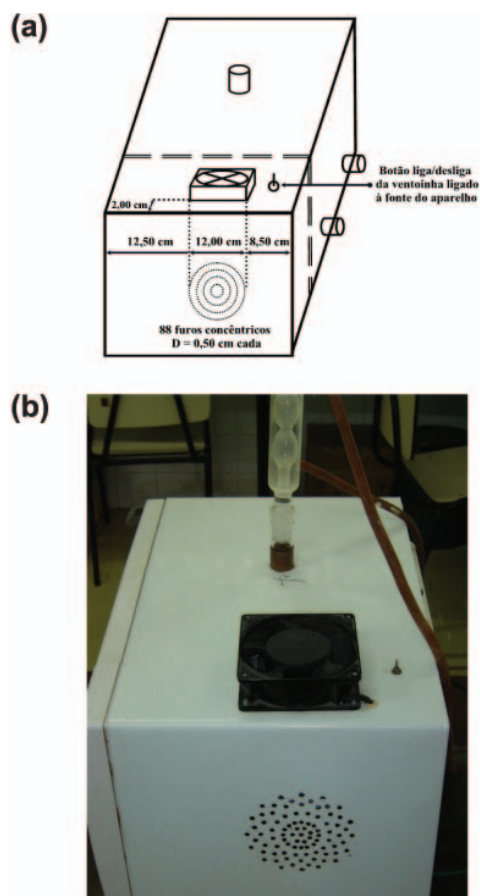 (a)
Botão liga/desliga
da ventoinha ligado
à fonte do aparelho
2,00 cm
12,50 cm 12,00 cm 8,50 cm
88 furos concêntricos
D = 0,50 cm cada
(b)